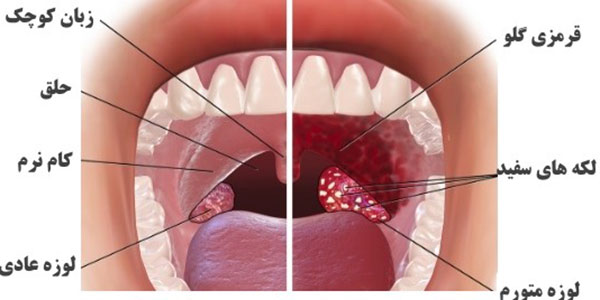 زبان کوچک
حلق
کام نرم
لوزه عادی
قرمزی گلو
لکه های سفید
لوزه متورم